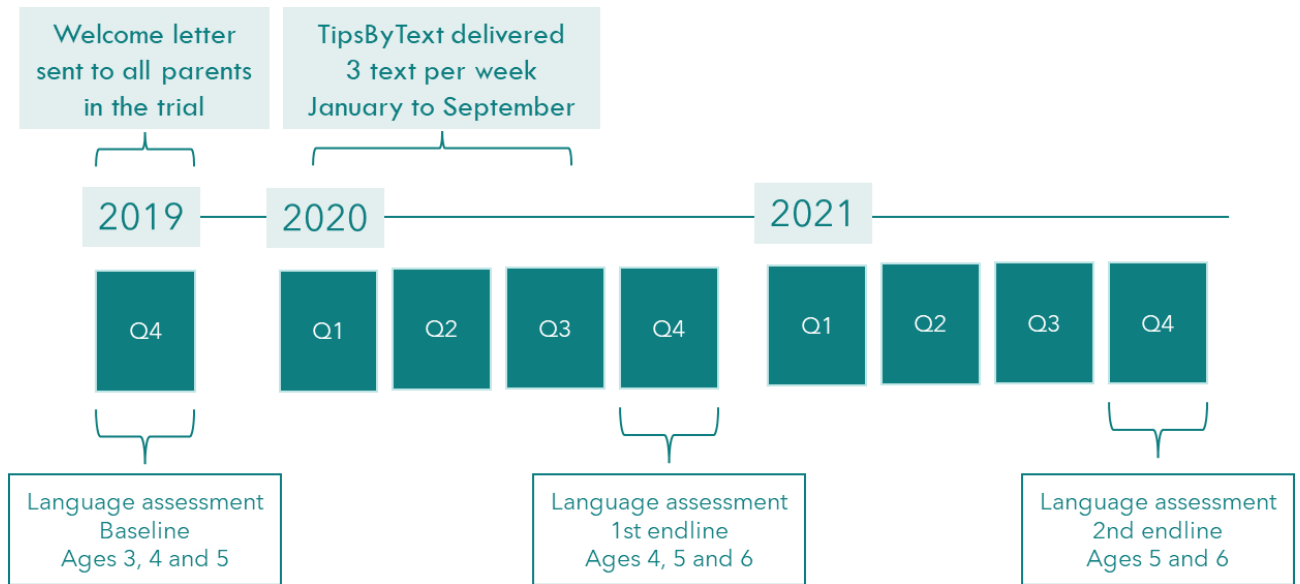 Welcome letter
sent to all parents
in the trial
TipsByText delivered
3 text per week
January to September
2019
2020
2021
Q4
Q1
Q2
Q3
Q4
Q1
Q2
Q3
Q4
Language assessment
Baseline
Ages 3, 4 and 5
Language assessment
1st endline
Ages 4, 5 and 6
Language assessment
2nd endline
Ages 5 and 6